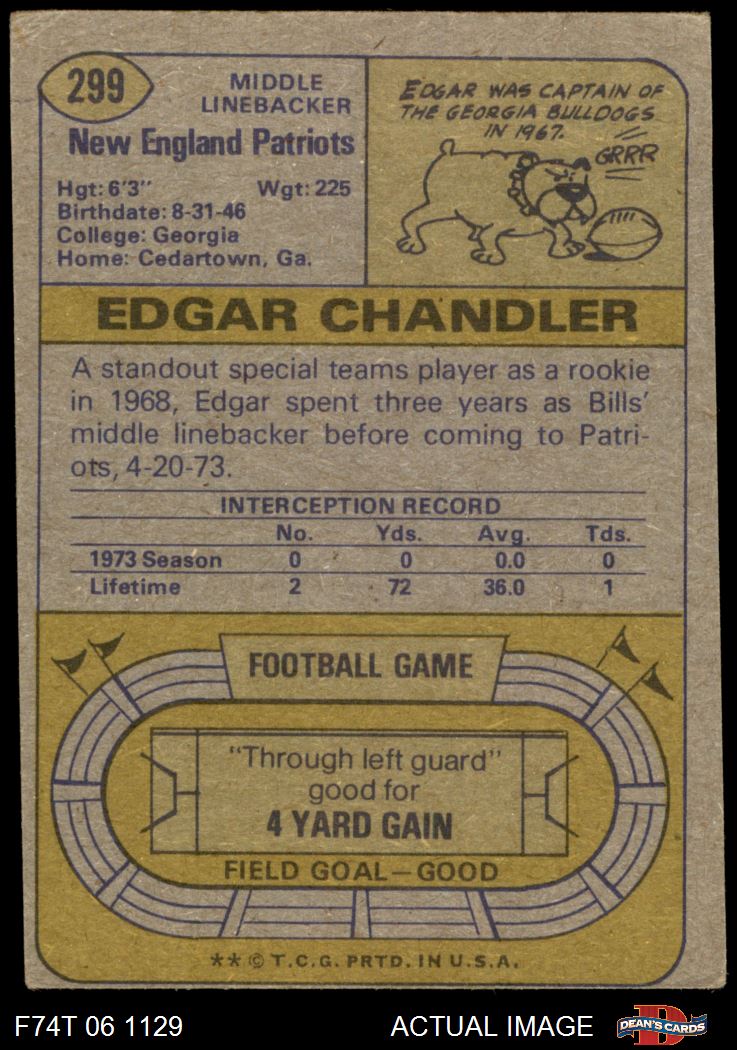 299
MIDDLE
LINEBACKER
New England Patriots
Hgt: 6'3" Wgt: 225
Birthdate: 8-31-46
College: Georgia
Home: Cedartown, Ga.
EDGAR WAS CAPTAIN OF
THE GEORGIA BULLDOGS
IN 1967.
GRRR
EDGAR CHANDLER
A standout special teams player as a rookie
in 1968, Edgar spent three years as Bills'
middle linebacker before coming to Patri-
ots, 4-20-73.
INTERCEPTION RECORD
No. Yds. Avg. Tds.
1973 Season 0 0 0.0 0
Lifetime 2 72 36.0 1
FOOTBALL GAME
"Through left guard"
good for
4 YARD GAIN
FIELD GOAL—GOOD
** © T.C.G. PRTD. IN U.S.A.
F74T 06 1129 ACTUAL IMAGE D DEAN'S CARDS